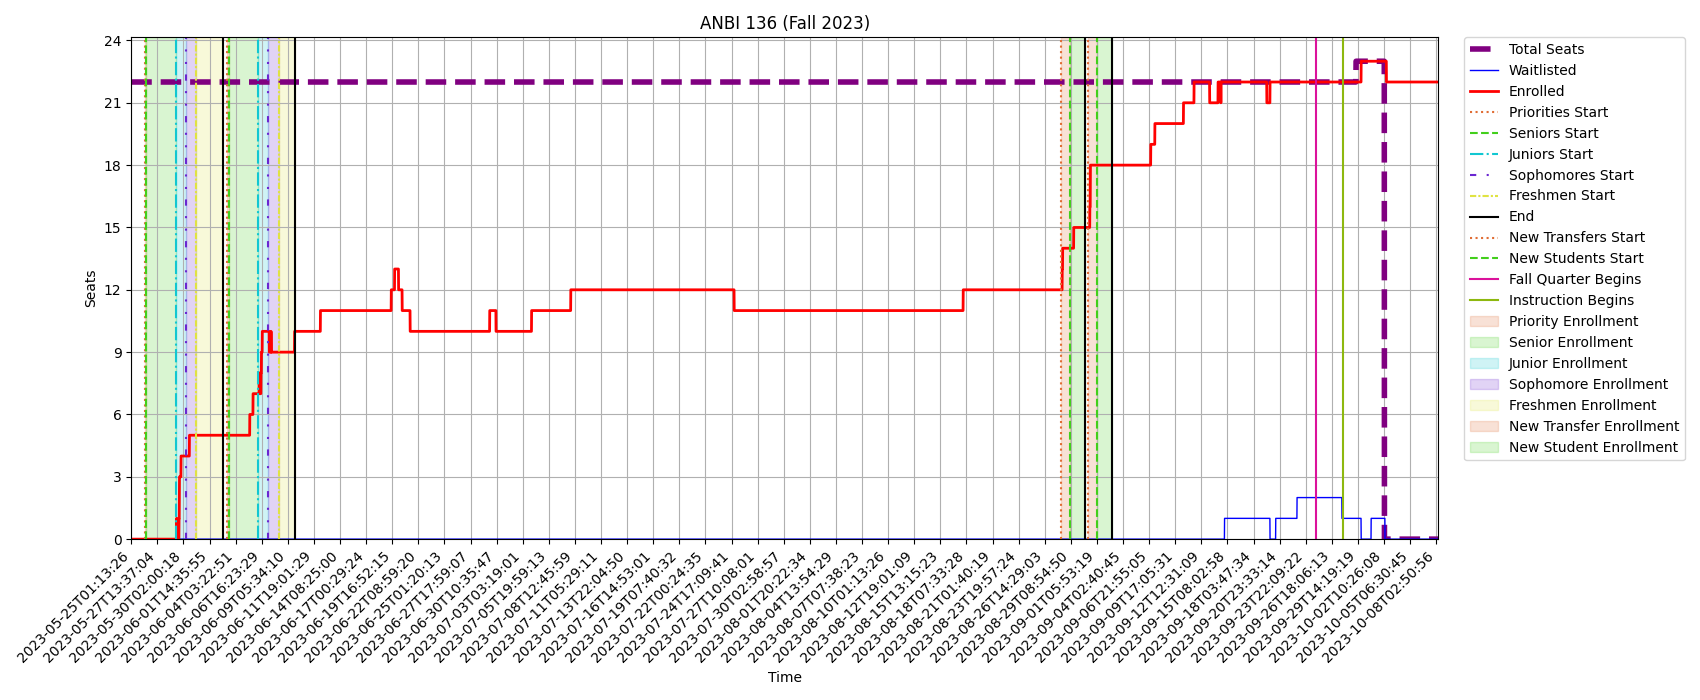 ANBI 136 (Fall 2023)
Seats
24
21
18
15
12
9
6
3
0
2023-05-25T01:13:26
2023-05-27T13:37:04
2023-05-30T02:00:18
2023-06-01T14:35:55
2023-06-04T03:22:51
2023-06-06T16:23:29
2023-06-09T05:34:10
2023-06-11T19:01:29
2023-06-14T08:25:00
2023-06-17T00:29:24
2023-06-19T16:52:15
2023-06-22T08:59:20
2023-06-25T01:20:13
2023-06-27T17:59:07
2023-06-30T10:35:47
2023-07-03T03:19:01
2023-07-05T19:59:13
2023-07-08T12:45:59
2023-07-11T05:29:11
2023-07-13T22:04:50
2023-07-16T14:53:01
2023-07-19T07:40:32
2023-07-22T00:24:35
2023-07-24T17:09:41
2023-07-27T10:08:01
2023-07-30T02:58:57
2023-08-01T20:22:34
2023-08-04T13:54:29
2023-08-07T07:38:23
2023-08-10T01:13:26
2023-08-12T19:01:09
2023-08-15T13:15:23
2023-08-18T07:33:28
2023-08-21T01:40:19
2023-08-23T19:57:24
2023-08-26T14:29:03
2023-08-29T08:54:50
2023-09-01T05:53:19
2023-09-04T02:40:45
2023-09-06T21:55:05
2023-09-09T17:05:31
2023-09-12T12:31:09
2023-09-15T08:02:58
2023-09-18T03:47:34
2023-09-20T23:33:14
2023-09-23T22:09:22
2023-09-26T18:06:13
2023-09-29T14:19:19
2023-10-02T10:26:08
2023-10-05T06:30:45
2023-10-08T02:50:56
Time
Total Seats
Waitlisted
Enrolled
Priorities Start
Seniors Start
Juniors Start
Sophomores Start
Freshmen Start
End
New Transfers Start
New Students Start
Fall Quarter Begins
Instruction Begins
Priority Enrollment
Senior Enrollment
Junior Enrollment
Sophomore Enrollment
Freshmen Enrollment
New Transfer Enrollment
New Student Enrollment